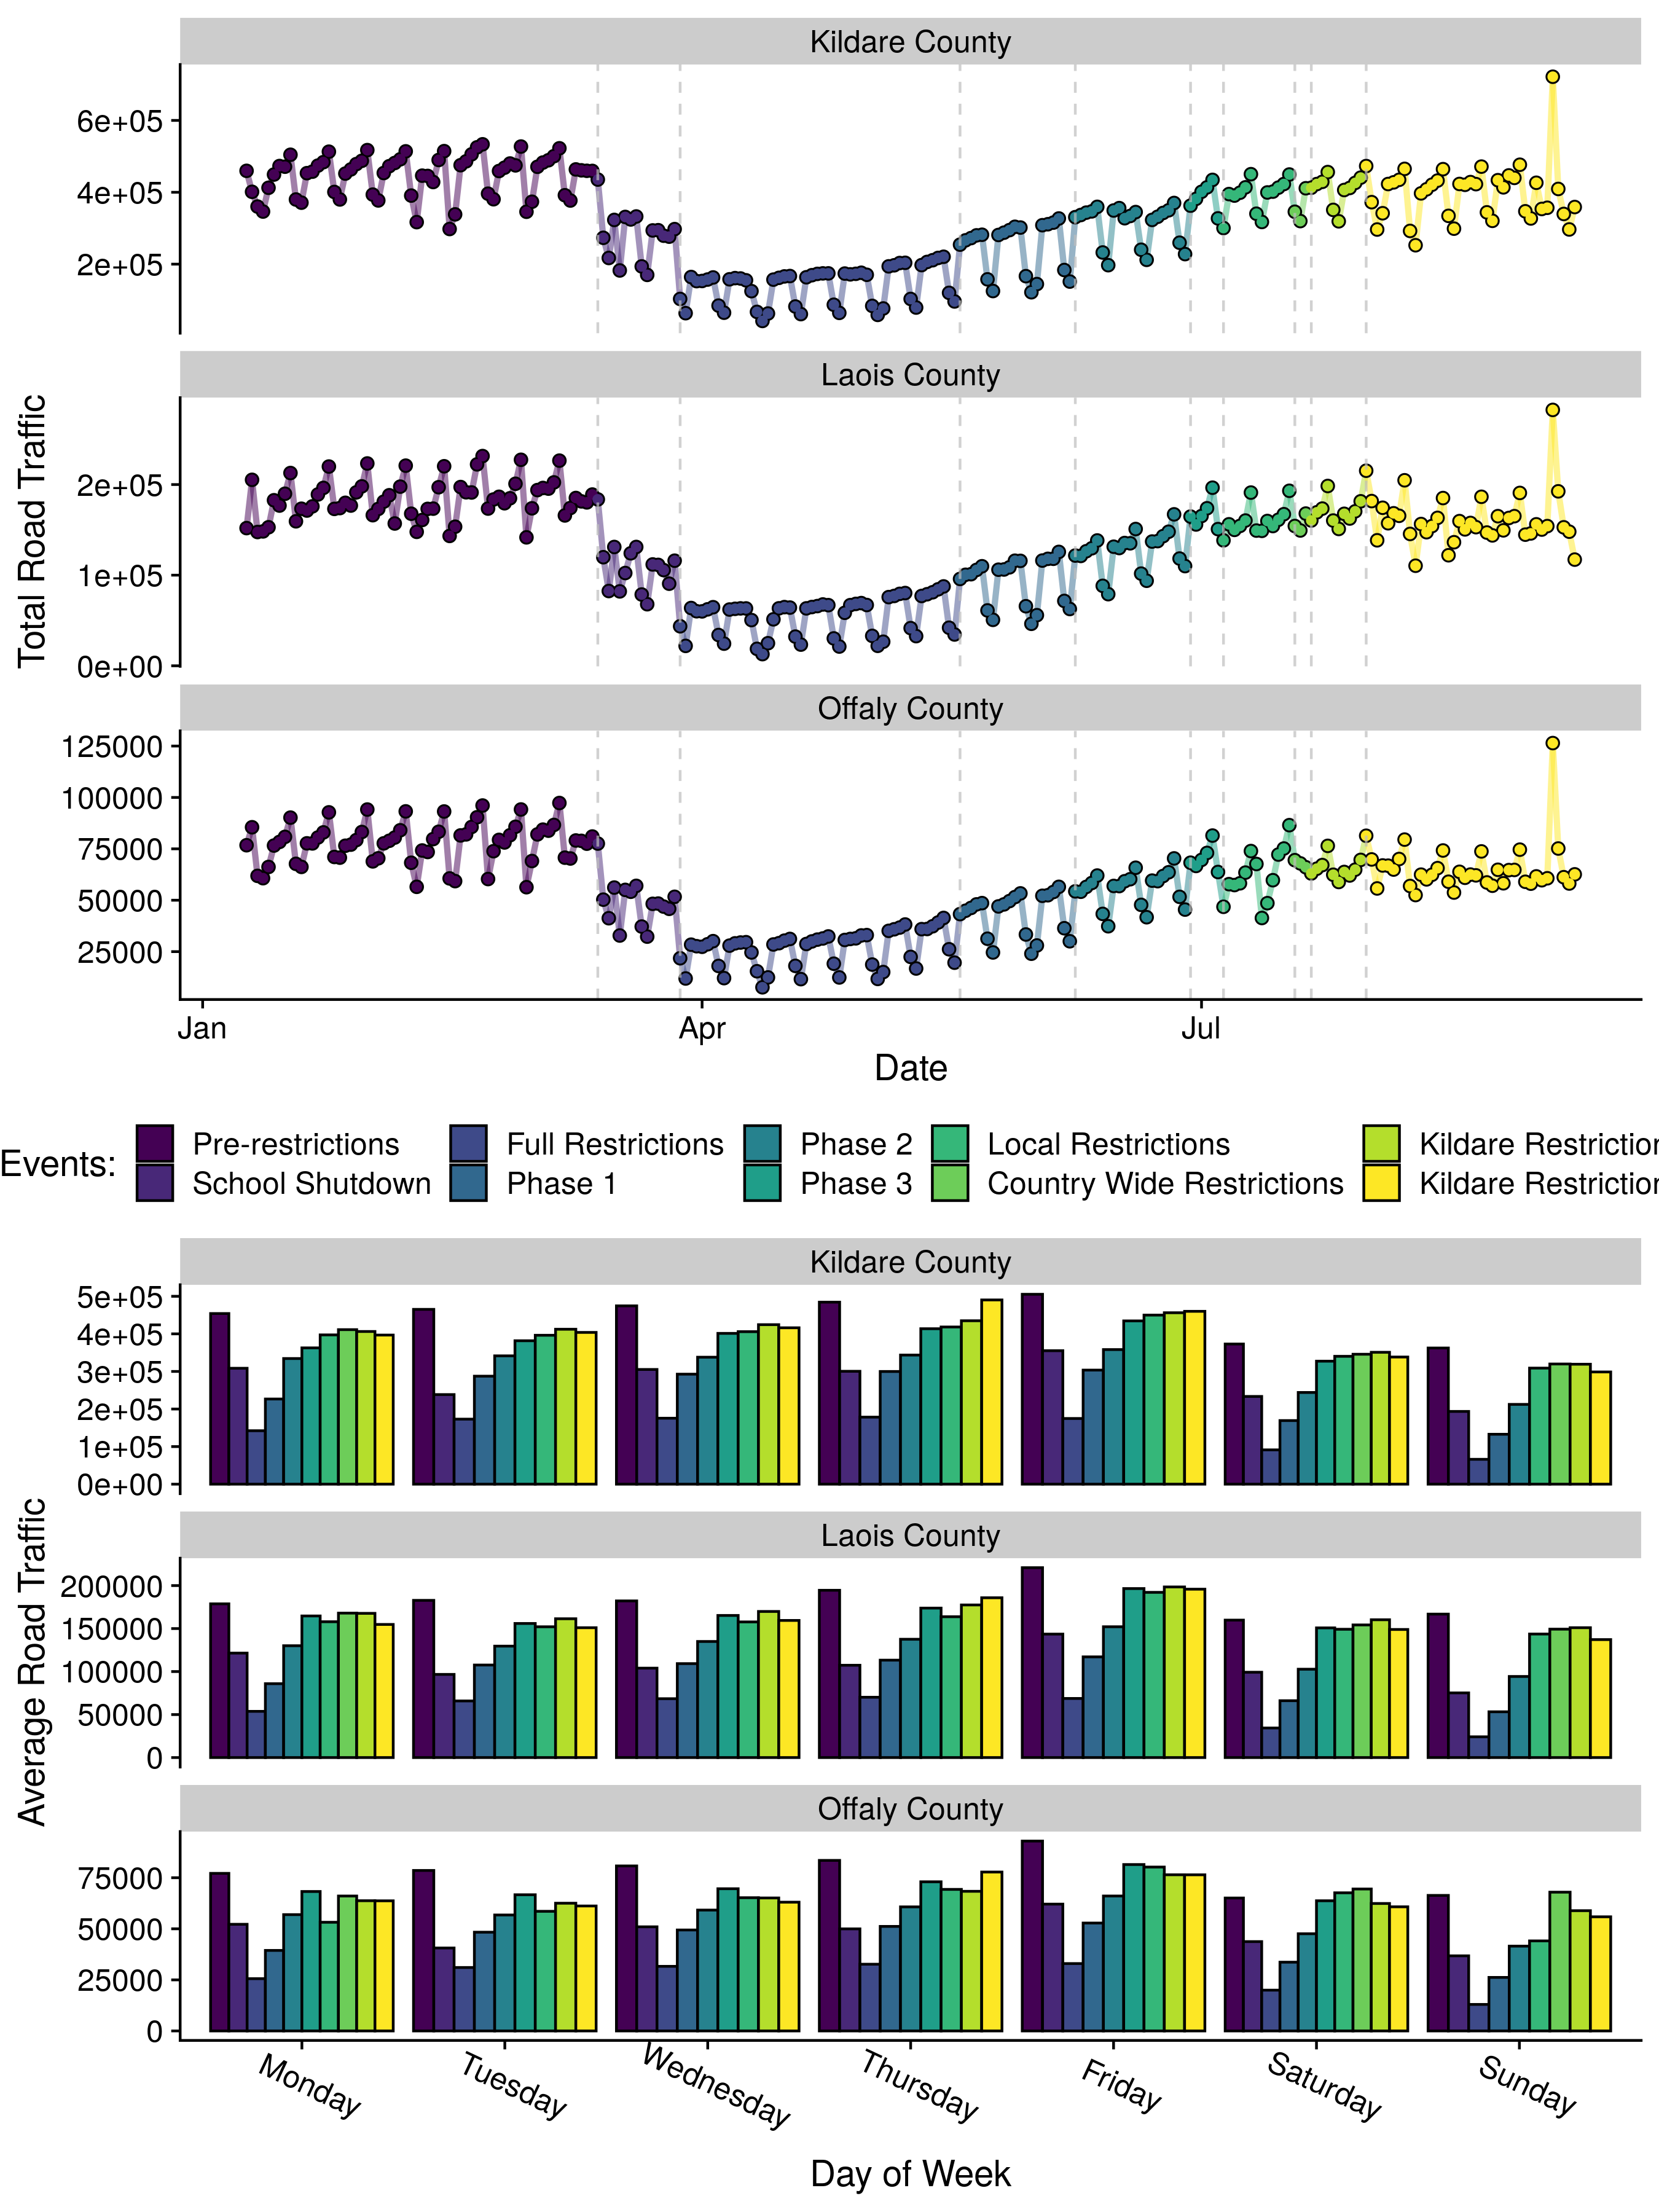 Kildare County
6e+05
4e+05
2e+05
Laois County
2e+05
1e+05
0e+00
Offaly County
125000
100000
75000
50000
25000
Total Road Traffic
Jan Apr Jul
Date
Events:
Pre-restrictions Full Restrictions Phase 2 Local Restrictions Kildare Restriction
School Shutdown Phase 1 Phase 3 Country Wide Restrictions Kildare Restriction
Kildare County
5e+05
4e+05
3e+05
2e+05
1e+05
0e+00
Laois County
200000
150000
100000
50000
0
Offaly County
75000
50000
25000
0
Average Road Traffic
Monday Tuesday Wednesday Thursday Friday Saturday Sunday
Day of Week